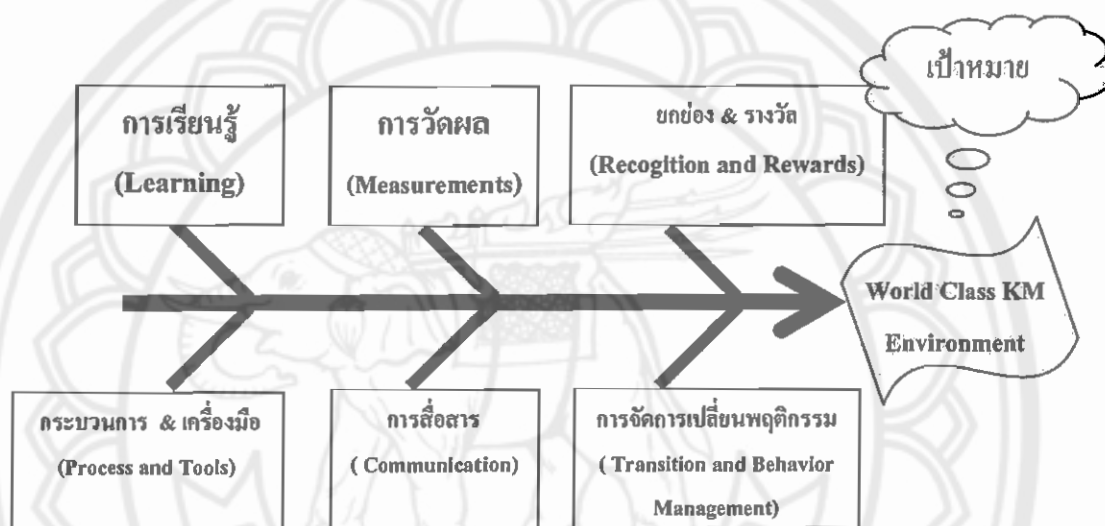 เป้าหมาย
การเรียนรู้
(Learning)
การวัดผล
(Measurements)
ยกย่อง & รางวัล
(Recogition and Rewards)
World Class KM
Environment
กระบวนการ & เครื่องมือ
(Process and Tools)
การสื่อสาร
( Communication)
การจัดการเปลี่ยนพฤติกรรม
( Transition and Behavior
Management)